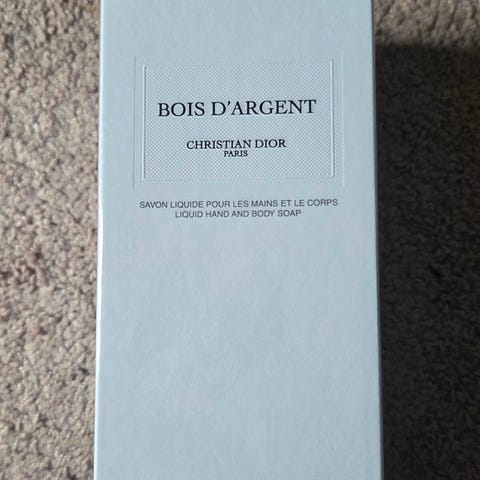 BOIS D'ARGENT
CHRISTIAN DIOR
PARIS
SAVON LIQUIDE POUR LES MAINS ET LE CORPS
LIQUID HAND AND BODY SOAP